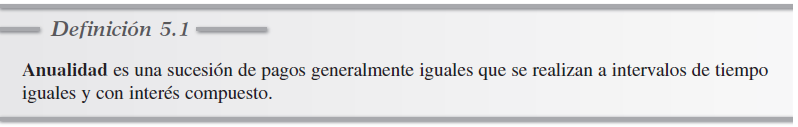 Definición 5.1
Anualidad es una sucesión de pagos generalmente iguales que se realizan a intervalos de tiempo
iguales y con interés compuesto.